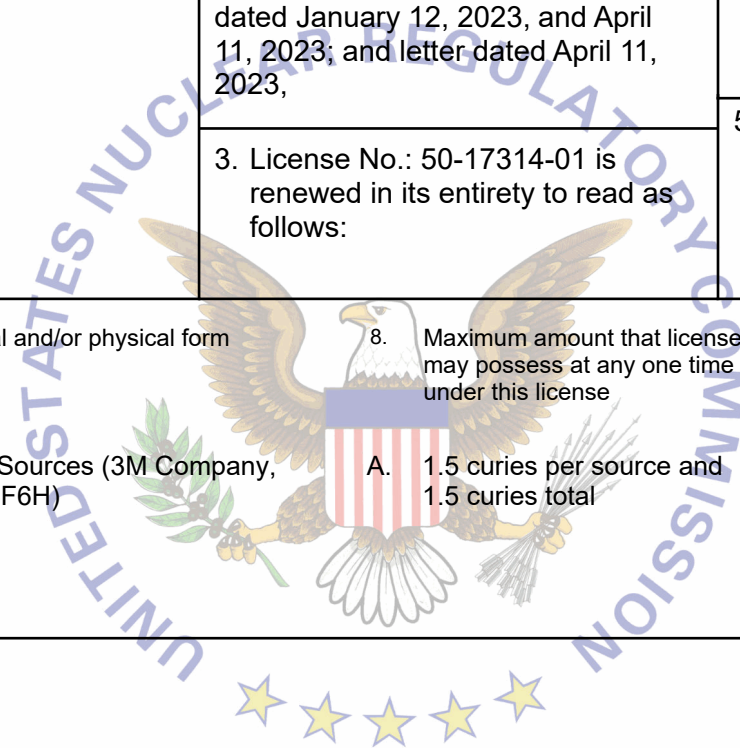 dated January 12, 2023, and April
11, 2023; and letter dated April 11,
2023,
5
3. License No.: 50-17314-01 is
renewed in its entirety to read as
follows:
l and/or physical form
8. Maximum amount that license
may possess at any one time
under this license
Sources (3M Company,
F6H)
A. 1.5 curies per source and
1.5 curies total
UNITED STATES NUCLEAR REGULATORY COMMISSION